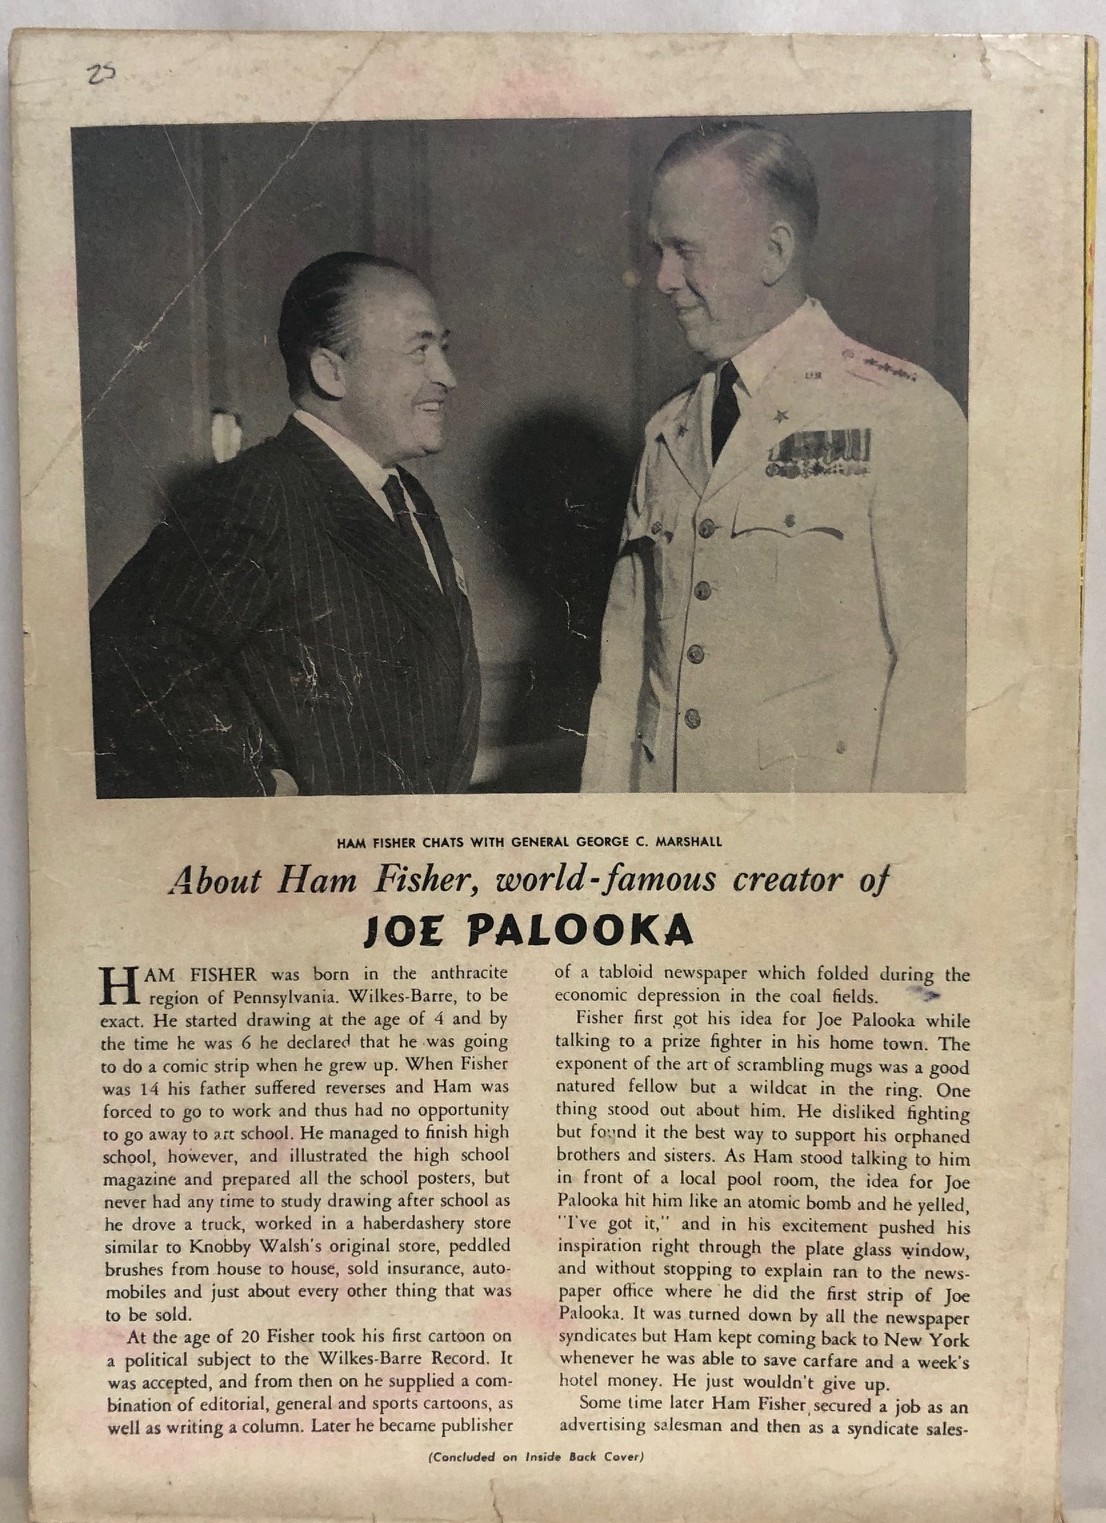 25
HAM FISHER CHATS WITH GENERAL GEORGE C. MARSHALL
About Ham Fisher, world-famous creator of
JOE PALOOKA
HAM FISHER was born in the anthracite
region of Pennsylvania. Wilkes-Barre, to be
exact. He started drawing at the age of 4 and by
the time he was 6 he declared that he was going
to do a comic strip when he grew up. When Fisher
was 14 his father suffered reverses and Ham was
forced to go to work and thus had no opportunity
to go away to art school. He managed to finish high
school, however, and illustrated the high school
magazine and prepared all the school posters, but
never had any time to study drawing after school as
he drove a truck, worked in a haberdashery store
similar to Knobby Walsh's original store, peddled
brushes from house to house, sold insurance, auto-
mobiles and just about every other thing that was
to be sold.
At the age of 20 Fisher took his first cartoon on
a political subject to the Wilkes-Barre Record. It
was accepted, and from then on he supplied a com-
bination of editorial, general and sports cartoons, as
well as writing a column. Later he became publisher
of a tabloid newspaper which folded during the
economic depression in the coal fields.
Fisher first got his idea for Joe Palooka while
talking to a prize fighter in his home town. The
exponent of the art of scrambling mugs was a good
natured fellow but a wildcat in the ring. One
thing stood out about him. He disliked fighting
but found it the best way to support his orphaned
brothers and sisters. As Ham stood talking to him
in front of a local pool room, the idea for Joe
Palooka hit him like an atomic bomb and he yelled,
"I've got it," and in his excitement pushed his
inspiration right through the plate glass window,
and without stopping to explain ran to the news-
paper office where he did the first strip of Joe
Palooka. It was turned down by all the newspaper
syndicates but Ham kept coming back to New York
whenever he was able to save carfare and a week's
hotel money. He just wouldn't give up.
Some time later Ham Fisher secured a job as an
advertising salesman and then as a syndicate sales-
(Concluded on Inside Back Cover)